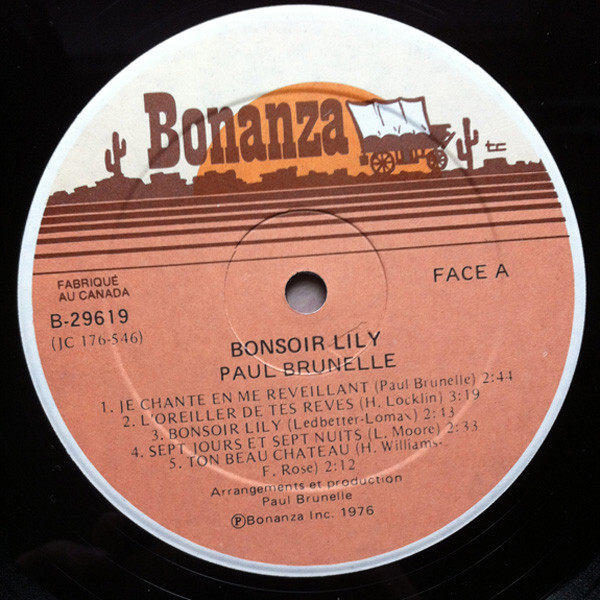 Bonanza
FABRIQUÉ
AU CANADA
FACE A
B-29619
(JC 176-546)
BONSOIR LILY
PAUL BRUNELLE
1. JE CHANTE EN ME REVEILLANT (Paul Brunelle) 2:44
2. L'OREILLER DE TES REVES (H. Locklin) 3:19
3. BONSOIR LILY (Ledbetter-Lomax) 2:13
4. SEPT JOURS ET SEPT NUITS (L. Moore) 2:33
5. TON BEAU CHATEAU (H. Williams-
F. Rose) 2:12
Arrangements et production
Paul Brunelle
ⓅBonanza Inc. 1976